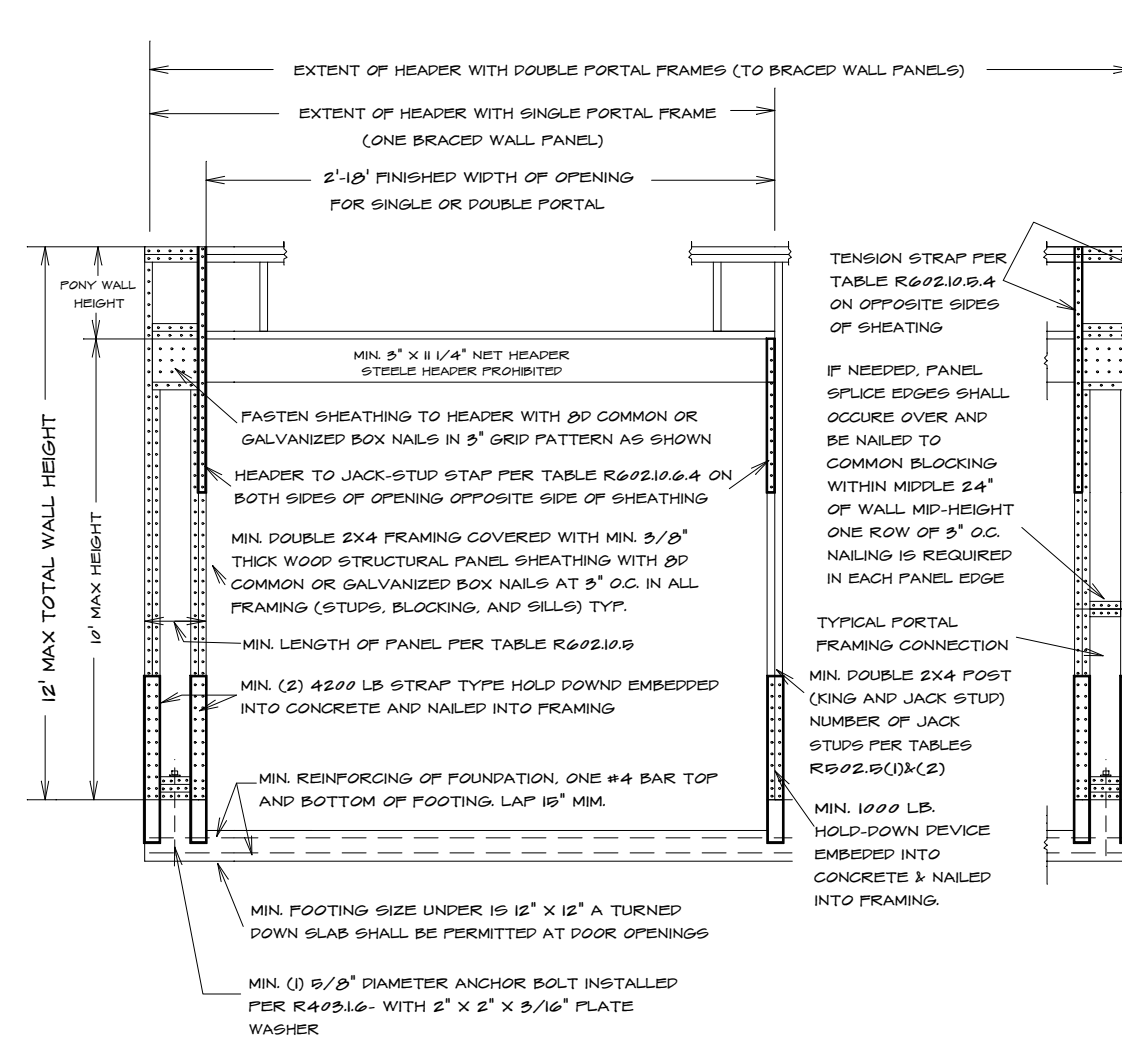 EXTENT OF HEADER WITH DOUBLE PORTAL FRAMES (TO BRACED WALL PANELS)
EXTENT OF HEADER WITH SINGLE PORTAL FRAME
(ONE BRACED WALL PANEL)
2'-18' FINISHED WIDTH OF OPENING
FOR SINGLE OR DOUBLE PORTAL
PONY WALL
HEIGHT
12' MAX TOTAL WALL HEIGHT
10' MAX HEIGHT
MIN. 3" X 11 1/4" NET HEADER
STEELE HEADER PROHIBITED
FASTEN SHEATHING TO HEADER WITH 8D COMMON OR
GALVANIZED BOX NAILS IN 3" GRID PATTERN AS SHOWN
HEADER TO JACK-STUD STAP PER TABLE R602.10.6.4 ON
BOTH SIDES OF OPENING OPPOSITE SIDE OF SHEATHING
MIN. DOUBLE 2X4 FRAMING COVERED WITH MIN. 3/8"
THICK WOOD STRUCTURAL PANEL SHEATHING WITH 8D
COMMON OR GALVANIZED BOX NAILS AT 3" O.C. IN ALL
FRAMING (STUDS, BLOCKING, AND SILLS) TYP.
MIN. LENGTH OF PANEL PER TABLE R602.10.5
MIN. (2) 4200 LB STRAP TYPE HOLD DOWND EMBEDDED
INTO CONCRETE AND NAILED INTO FRAMING
MIN. REINFORCING OF FOUNDATION, ONE #4 BAR TOP
AND BOTTOM OF FOOTING. LAP 15" MIM.
MIN. FOOTING SIZE UNDER IS 12" X 12" A TURNED
DOWN SLAB SHALL BE PERMITTED AT DOOR OPENINGS
MIN. (1) 5/8" DIAMETER ANCHOR BOLT INSTALLED
PER R403.1.6- WITH 2" X 2" X 3/16" PLATE
WASHER
TENSION STRAP PER
TABLE R602.10.5.4
ON OPPOSITE SIDES
OF SHEATING
IF NEEDED, PANEL
SPLICE EDGES SHALL
OCCURE OVER AND
BE NAILED TO
COMMON BLOCKING
WITHIN MIDDLE 24"
OF WALL MID-HEIGHT
ONE ROW OF 3" O.C.
NAILING IS REQUIRED
IN EACH PANEL EDGE
TYPICAL PORTAL
FRAMING CONNECTION
MIN. DOUBLE 2X4 POST
(KING AND JACK STUD)
NUMBER OF JACK
STUDS PER TABLES
R502.5(1)&(2)
MIN. 1000 LB.
HOLD-DOWN DEVICE
EMBEDED INTO
CONCRETE & NAILED
INTO FRAMING.